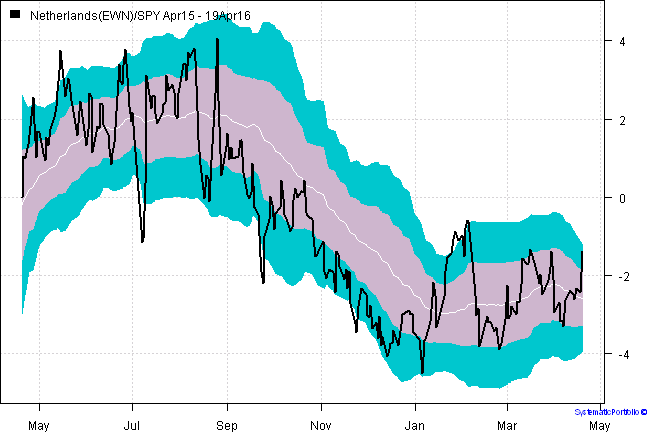 Netherlands(EWN)/SPY Apr15 - 19Apr16
4
2
0
-2
-4
SystematicPortfolio ©
May Jul Sep Nov Jan Mar May